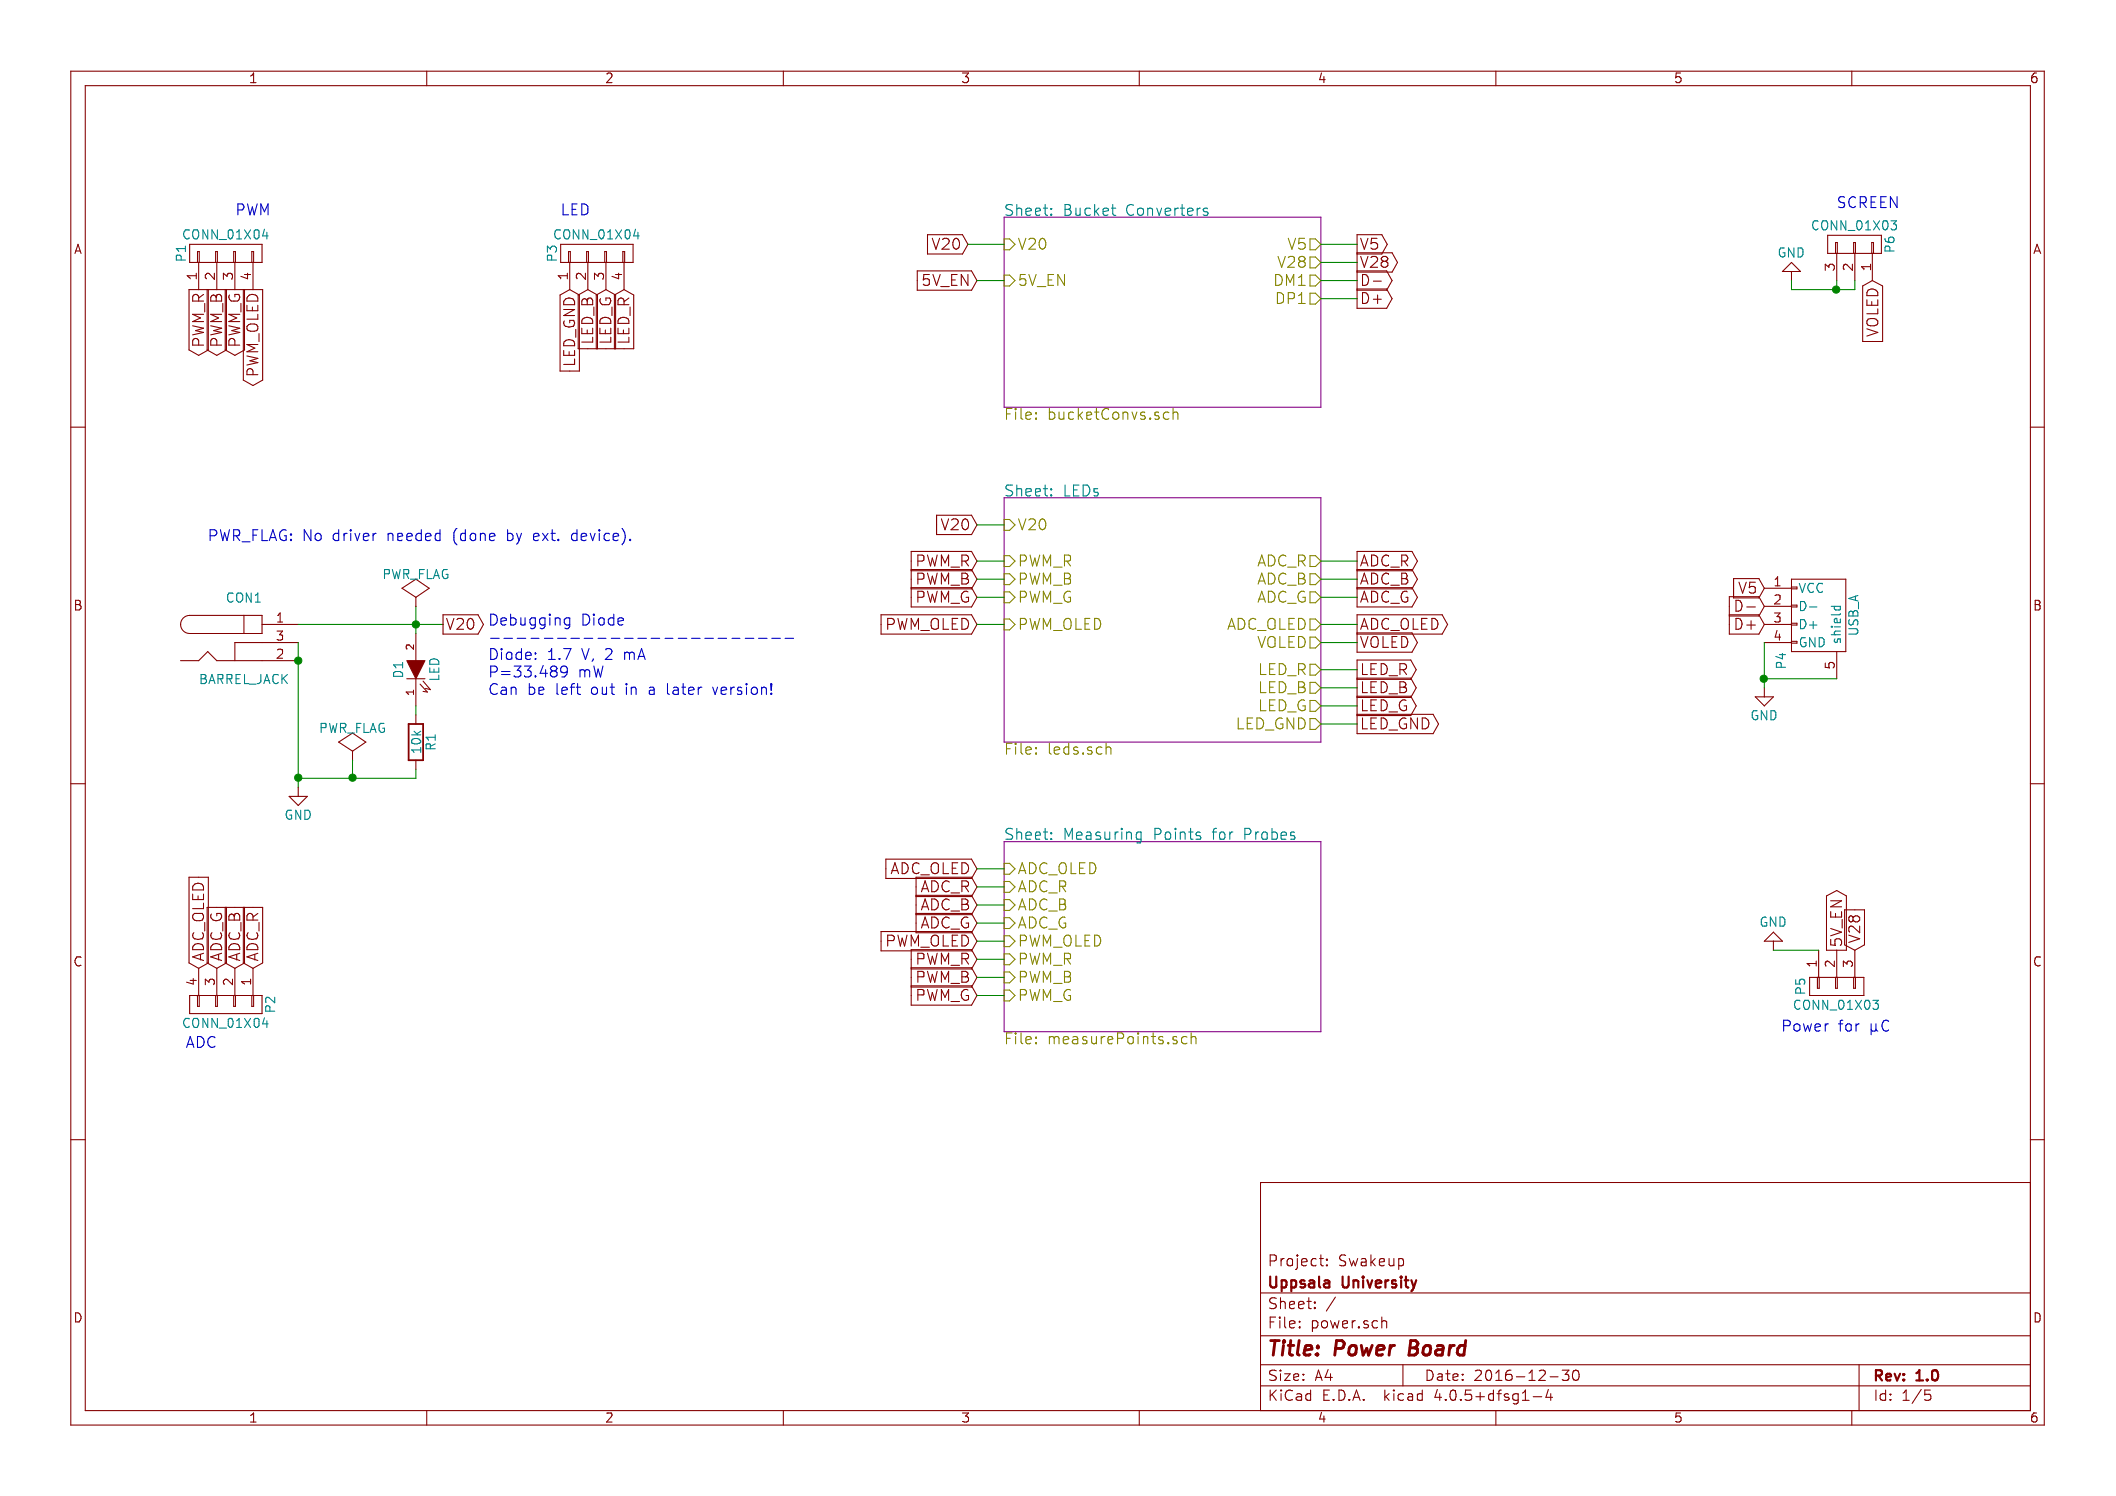 1 2 3 4 5 6
A
B
C
D
A
B
C
D
1 2 3 4 5 6
PWM
CONN_01X04
P1
1
2
3
4
PWM_R
PWM_B
PWM_G
PWM_OLED
LED
CONN_01X04
P3
1
2
3
4
LED_GND
LED_B
LED_G
LED_R
Sheet: Bucket Converters
V20
5V_EN
V20
5V_EN
V5
V28
DM1
DP1
V5
V28
D-
D+
File: bucketConvs.sch
SCREEN
CONN_01X03
P6
GND
3
2
1
VOLED
PWR_FLAG: No driver needed (done by ext. device).
PWR_FLAG
CON1
1
3
2
BARREL_JACK
V20
2
D1
LED
1
PWR_FLAG
10k
R1
GND
Debugging Diode
-----------------------
Diode: 1.7 V, 2 mA
P=33.489 mW
Can be left out in a later version!
Sheet: LEDs
V20
PWM_R
PWM_B
PWM_G
PWM_OLED
V20
PWM_R
PWM_B
PWM_G
PWM_OLED
ADC_R
ADC_B
ADC_G
ADC_OLED
VOLED
LED_R
LED_B
LED_G
LED_GND
ADC_R
ADC_B
ADC_G
ADC_OLED
VOLED
LED_R
LED_B
LED_G
LED_GND
File: leds.sch
V5
D-
D+
1
2
3
4
VCC
D-
D+
GND
shield
USB_A
P4
5
GND
ADC_OLED
ADC_G
ADC_B
ADC_R
4
3
2
1
P2
CONN_01X04
ADC
Sheet: Measuring Points for Probes
ADC_OLED
ADC_R
ADC_B
ADC_G
PWM_OLED
PWM_R
PWM_B
PWM_G
ADC_OLED
ADC_R
ADC_B
ADC_G
PWM_OLED
PWM_R
PWM_B
PWM_G
File: measurePoints.sch
GND
5V_EN
V28
1
2
3
P5
CONN_01X03
Power for µC
Project: Swakeup
Uppsala University
Sheet: /
File: power.sch
Title: Power Board
Size: A4 Date: 2016-12-30 Rev: 1.0
KiCad E.D.A. kicad 4.0.5+dfsg1-4 Id: 1/5